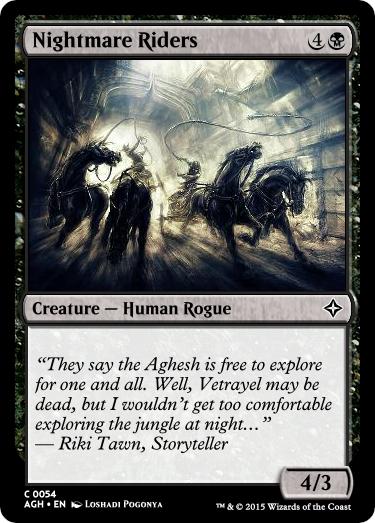 Nightmare Riders 4
Creature — Human Rogue
“They say the Aghesh is free to explore
for one and all. Well, Vetrayel may be
dead, but I wouldn’t get too comfortable
exploring the jungle at night…”
— Riki Tawn, Storyteller
4/3
C 0054
AGH • EN Loshadi Pogonya
™ & © 2015 Wizards of the Coast